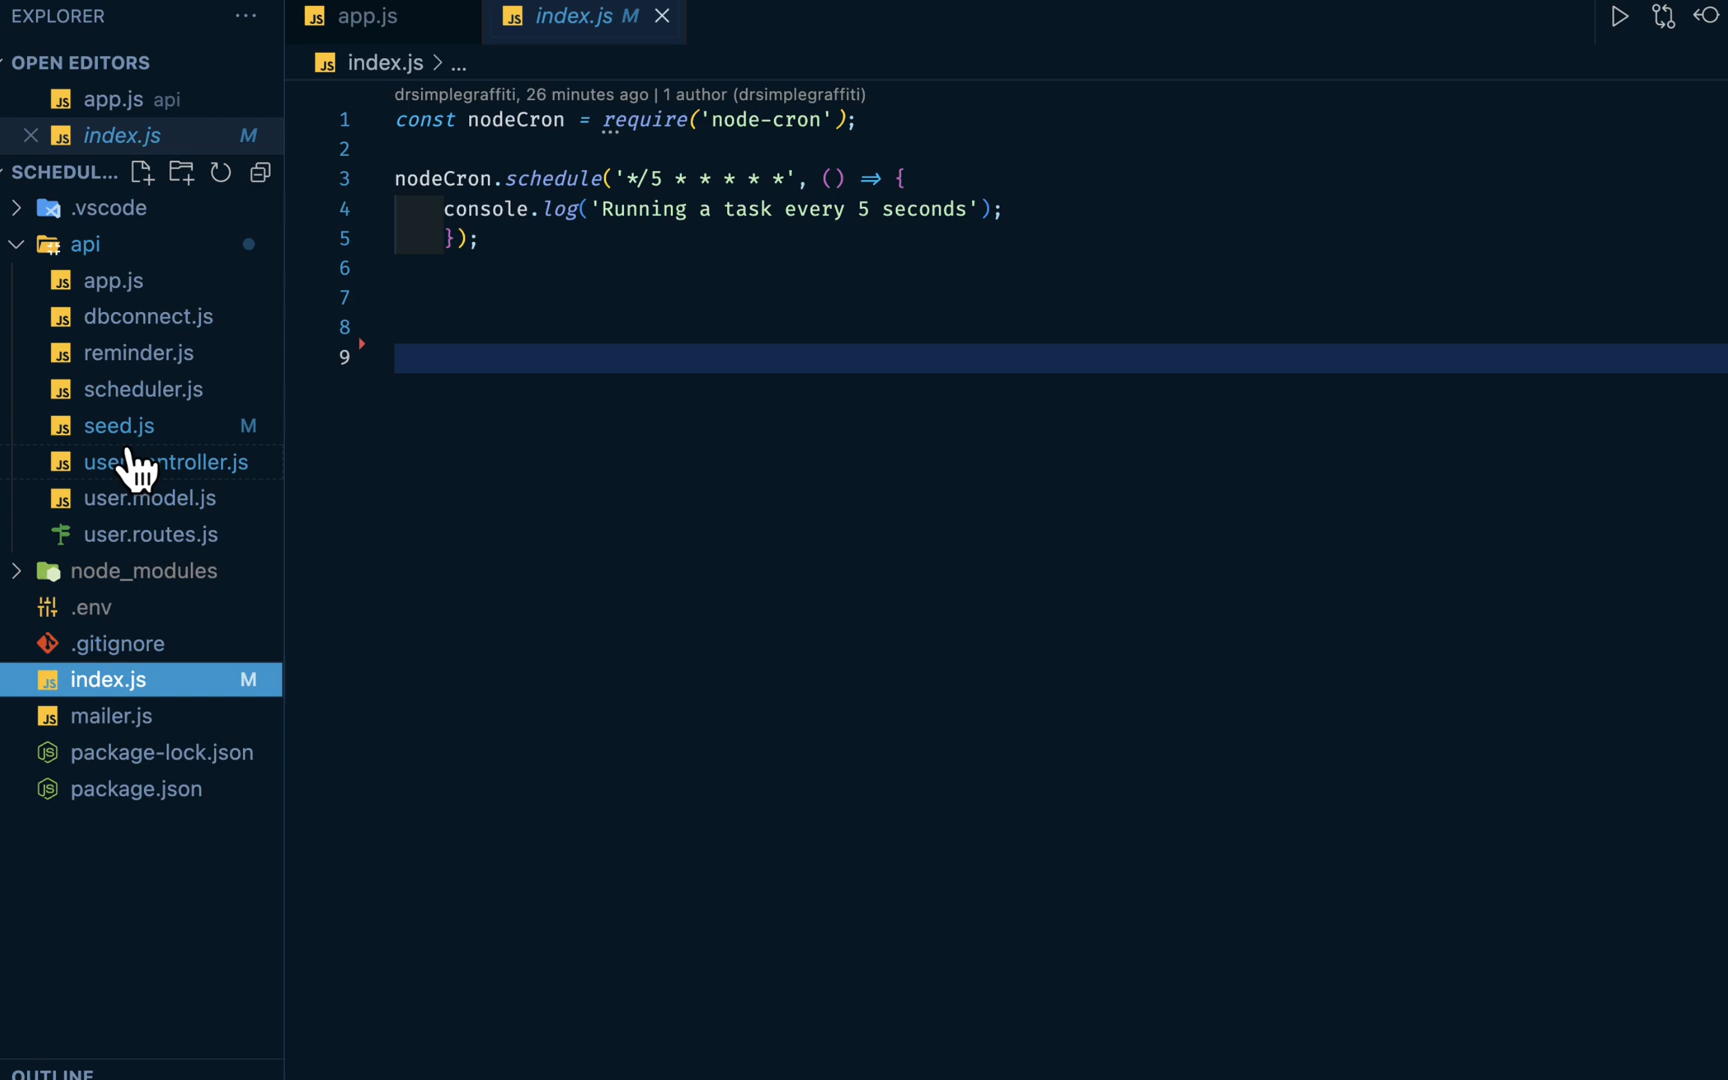 EXPLORER
OPEN EDITORS
app.js api
index.js M
SCHEDUL...
.vscode
api
app.js
dbconnect.js
reminder.js
scheduler.js
seed.js M
ntroller.js
user.model.js
user.routes.js
node_modules
.env
.gitignore
index.js M
mailer.js
package-lock.json
package.json
OUTLINE
app.js
index.js M
index.js > ...
drsimplegraffiti, 26 minutes ago | 1 author (drsimplegraffiti)
1 const nodeCron = require('node-cron');
2
3 nodeCron.schedule('*/5 * * * * *', () => {
4 console.log('Running a task every 5 seconds');
5 });
6
7
8
9